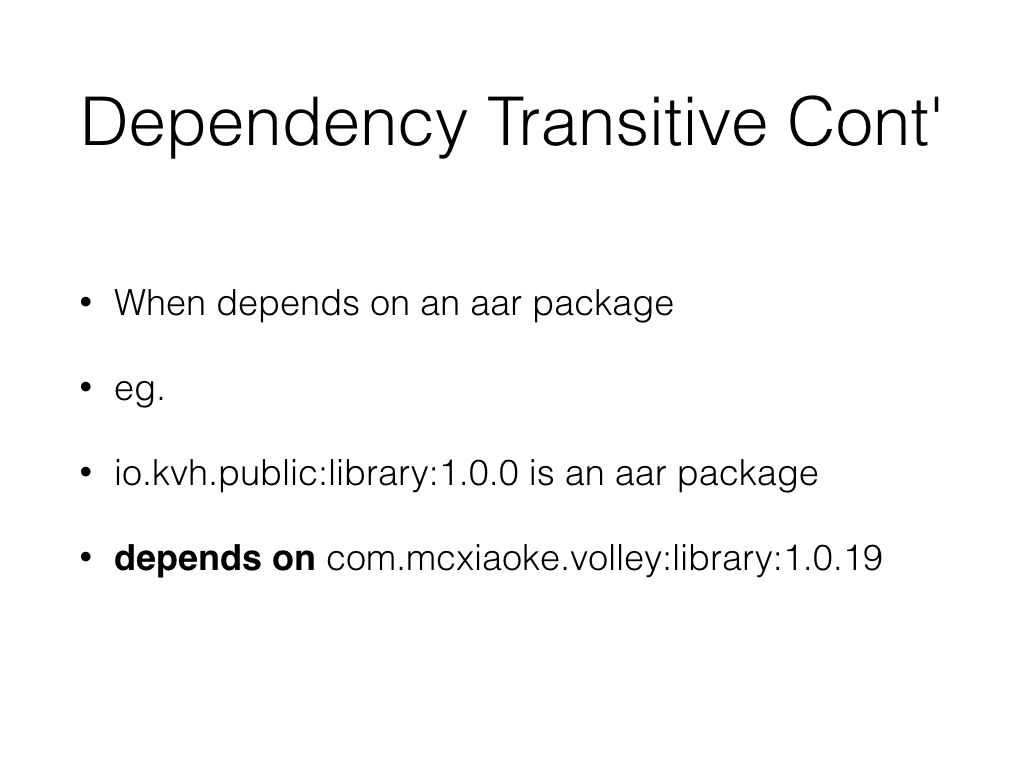 Dependency Transitive Cont'
• When depends on an aar package
• eg.
• io.kvh.public:library:1.0.0 is an aar package
• depends on com.mcxiaoke.volley:library:1.0.19